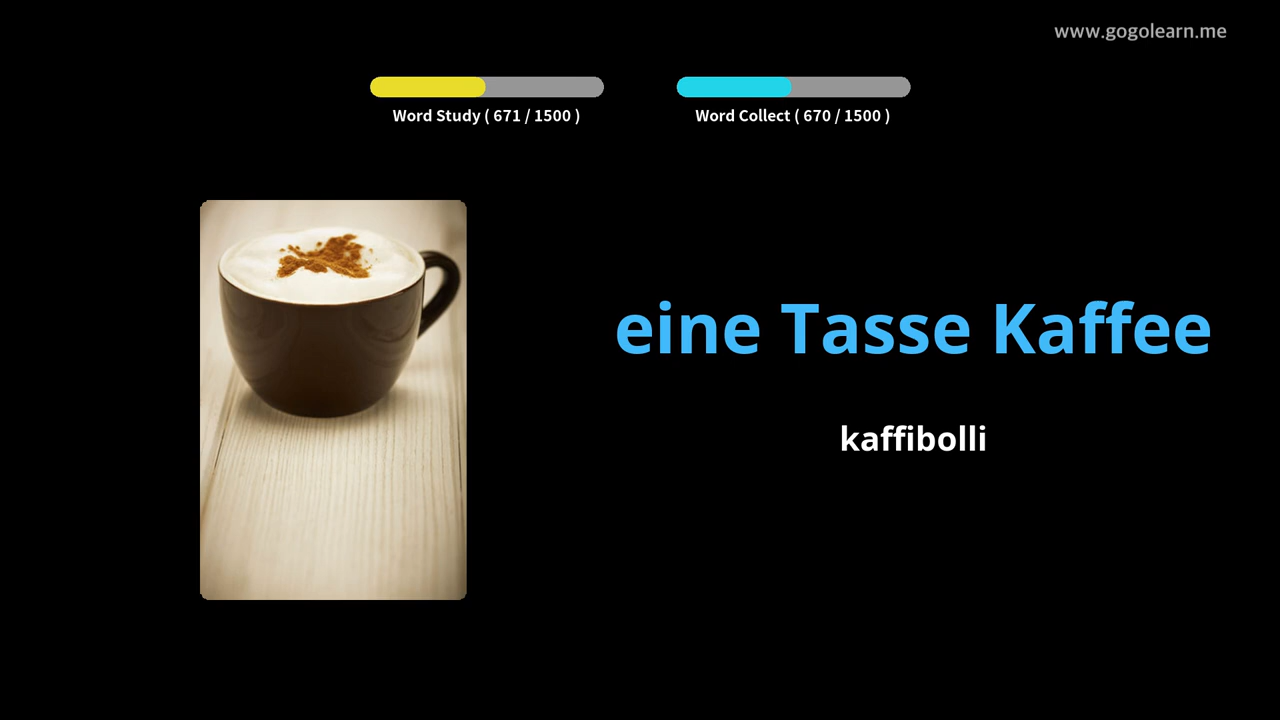 www.gogolearn.me
Word Study ( 671 / 1500 )
Word Collect ( 670 / 1500 )
eine Tasse Kaffee
kaffibolli